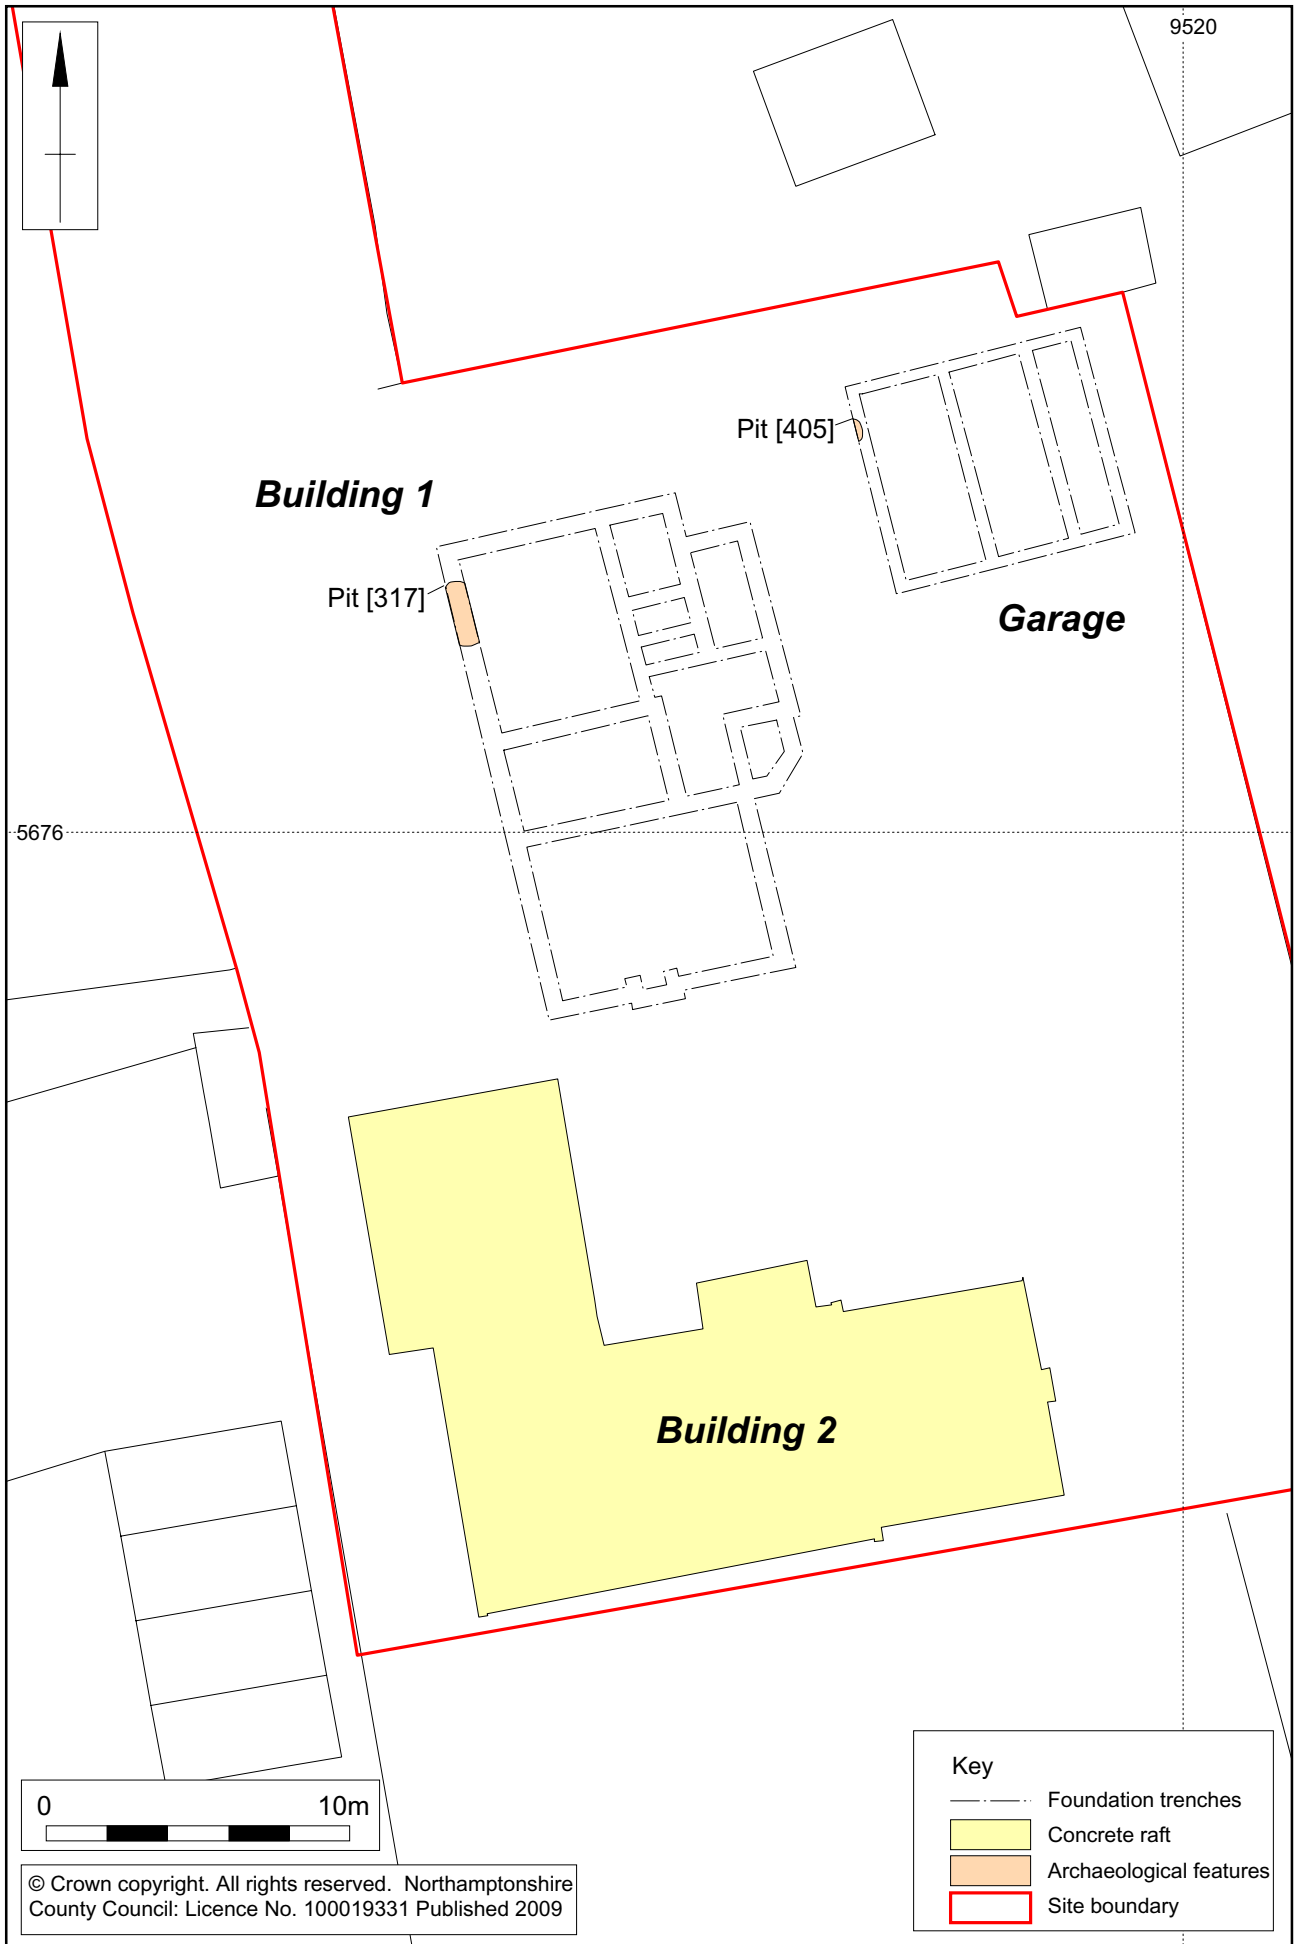 9520
Pit [405]
Building 1
Pit [317]
Garage
5676
Building 2
Key
Foundation trenches
Concrete raft
Archaeological features
Site boundary
0 10m
© Crown copyright. All rights reserved. Northamptonshire
County Council: Licence No. 100019331 Published 2009